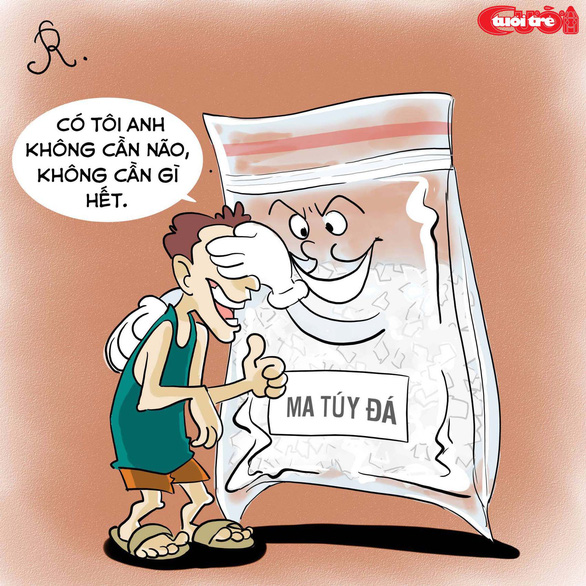 tuổi trẻ
CƯỜI
CÓ TÔI ANH
KHÔNG CẦN NÃO,
KHÔNG CẦN GÌ
HẾT.
MA TÚY ĐÁ